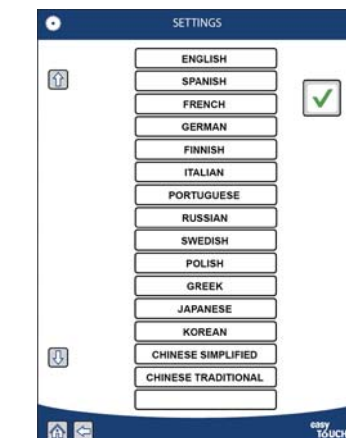 SETTINGS
ENGLISH
SPANISH
FRENCH
GERMAN
FINNISH
ITALIAN
PORTUGUESE
RUSSIAN
SWEDISH
POLISH
GREEK
JAPANESE
KOREAN
CHINESE SIMPLIFIED
CHINESE TRADITIONAL
easy
TOUCH